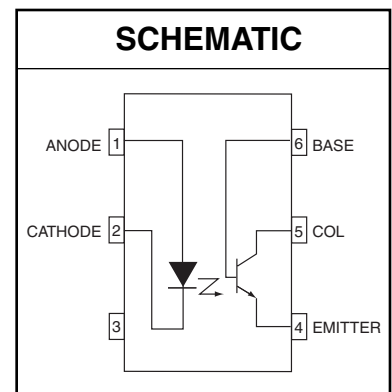 SCHEMATIC
ANODE 1
6 BASE
CATHODE 2
5 COL
3
4 EMITTER